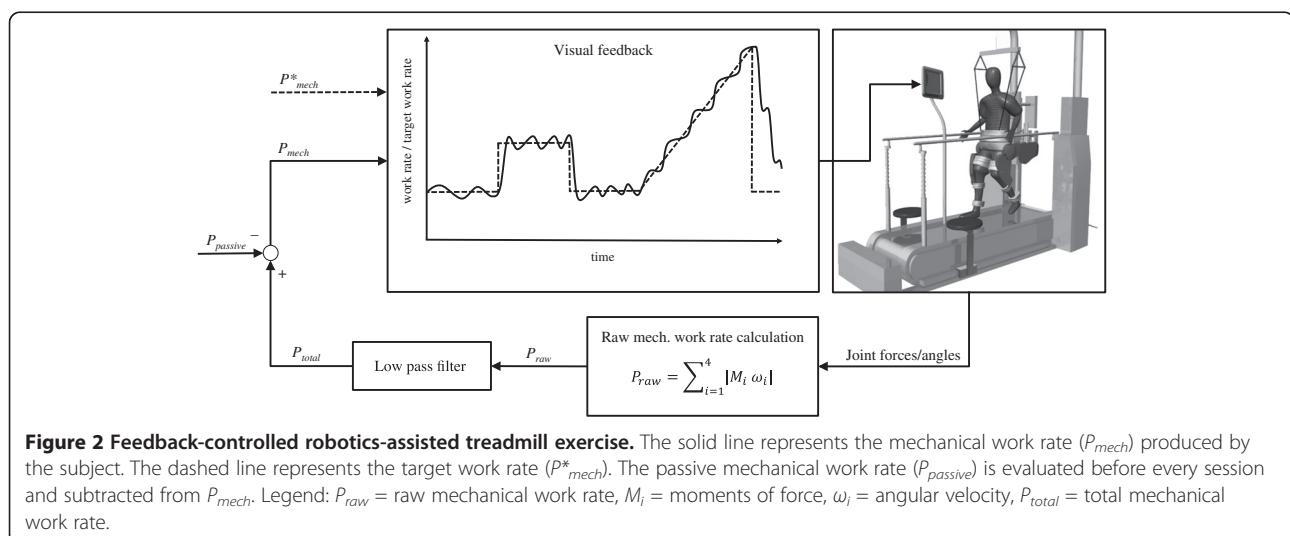 Visual feedback
P*mech
work rate / target work rate
Pmech
Ppassive
−
+
time
Raw mech. work rate calculation
Praw = ∑⁴ᵢ₌₁ |Mᵢ ωᵢ|
Joint forces/angles
Praw
Low pass filter
Ptotal
Figure 2 Feedback-controlled robotics-assisted treadmill exercise. The solid line represents the mechanical work rate (Pmech) produced by
the subject. The dashed line represents the target work rate (P*mech). The passive mechanical work rate (Ppassive) is evaluated before every session
and subtracted from Pmech. Legend: Praw = raw mechanical work rate, Mi = moments of force, ωi = angular velocity, Ptotal = total mechanical
work rate.